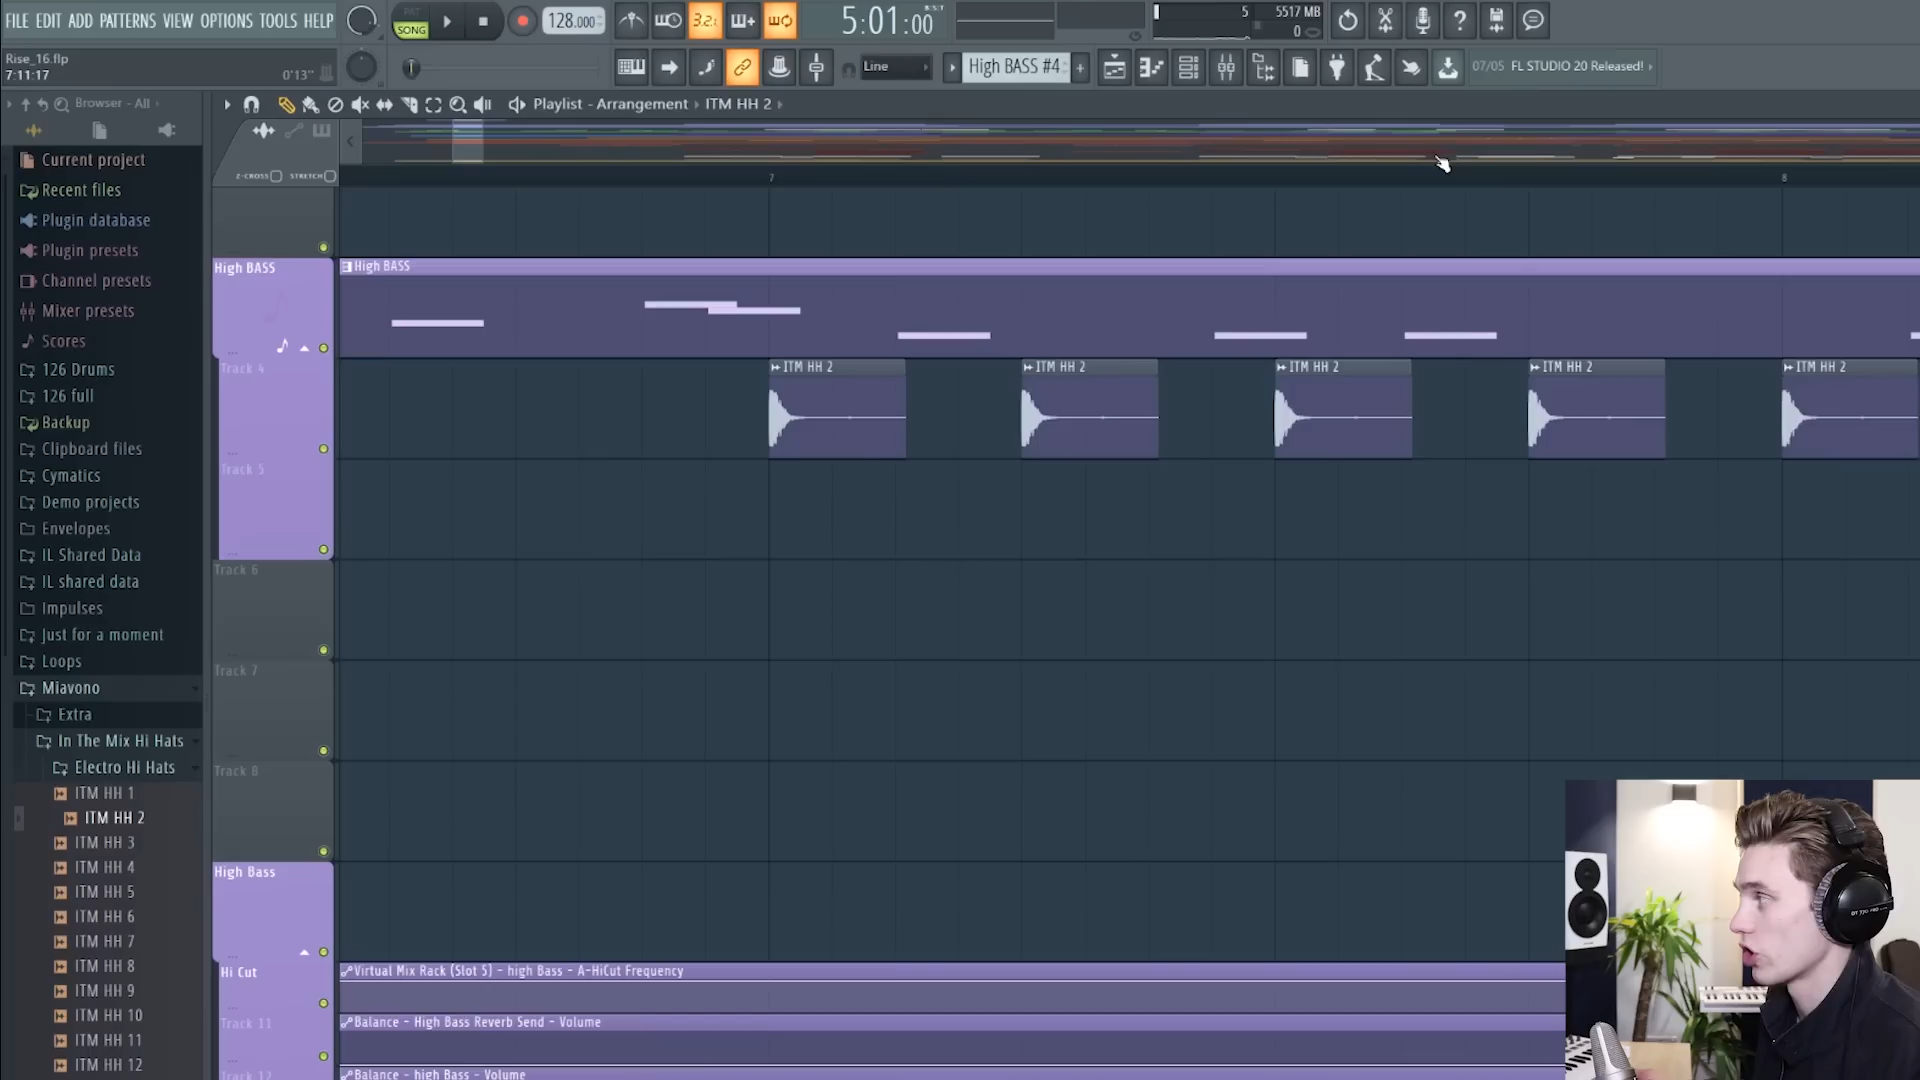 FILE EDIT ADD PATTERNS VIEW OPTIONS TOOLS HELP
PAT
SONG
3.2.
128.000
5:01:00
B:S:T
5
5517 MB
0
Rise_16.flp
7:11:17
0'13"
Line
High BASS #4
07/05 FL STUDIO 20 Released!
Browser - All
Playlist - Arrangement › ITM HH 2 ›
Z-CROSS
STRETCH
7
8
Current project
Recent files
Plugin database
Plugin presets
Channel presets
Mixer presets
Scores
126 Drums
126 full
Backup
Clipboard files
Cymatics
Demo projects
Envelopes
IL Shared Data
IL shared data
Impulses
Just for a moment
Loops
Miavono
Extra
In The Mix Hi Hats
Electro Hi Hats
ITM HH 1
ITM HH 2
ITM HH 3
ITM HH 4
ITM HH 5
ITM HH 6
ITM HH 7
ITM HH 8
ITM HH 9
ITM HH 10
ITM HH 11
ITM HH 12
High BASS
High BASS
Track 4
ITM HH 2
ITM HH 2
ITM HH 2
ITM HH 2
ITM HH 2
Track 5
Track 6
Track 7
Track 8
High Bass
Hi Cut
Virtual Mix Rack (Slot 5) - high Bass - A-HiCut Frequency
Track 11
Balance - High Bass Reverb Send - Volume
Track 12
Balance - high Bass - Volume